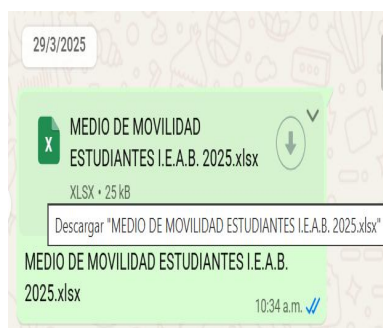 29/3/2025
MEDIO DE MOVILIDAD
ESTUDIANTES I.E.A.B. 2025.xlsx
X
XLSX • 25 kB
Descargar "MEDIO DE MOVILIDAD ESTUDIANTES I.E.A.B. 2025.xlsx"
MEDIO DE MOVILIDAD ESTUDIANTES I.E.A.B.
2025.xlsx
10:34 a.m.